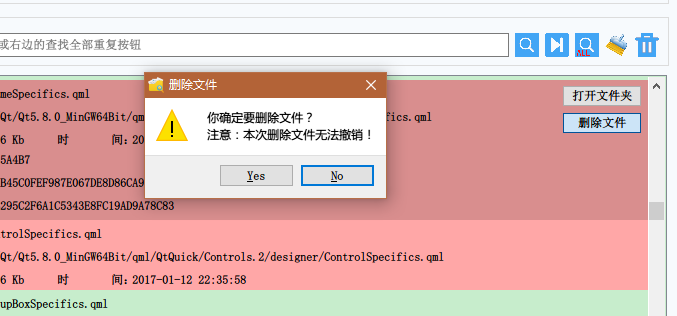 或右边的查找全部重复按钮
ALL
删除文件
meSpecifics.qml
打开文件夹
你确定要删除文件？
Qt/Qt5.8.0_MinGW64Bit/qm
fics.qml
删除文件
注意：本次删除文件无法撤销！
6 Kb 时 间:20
5A4B7
Yes
No
B45C0FEF987E067DE8D86CA9
295C2F6A1C5343E8FC19AD9A78C83
trolSpecifics.qml
Qt/Qt5.8.0_MinGW64Bit/qml/QtQuick/Controls.2/designer/ControlSpecifics.qml
6 Kb 时 间:2017-01-12 22:35:58
upBoxSpecifics.qml